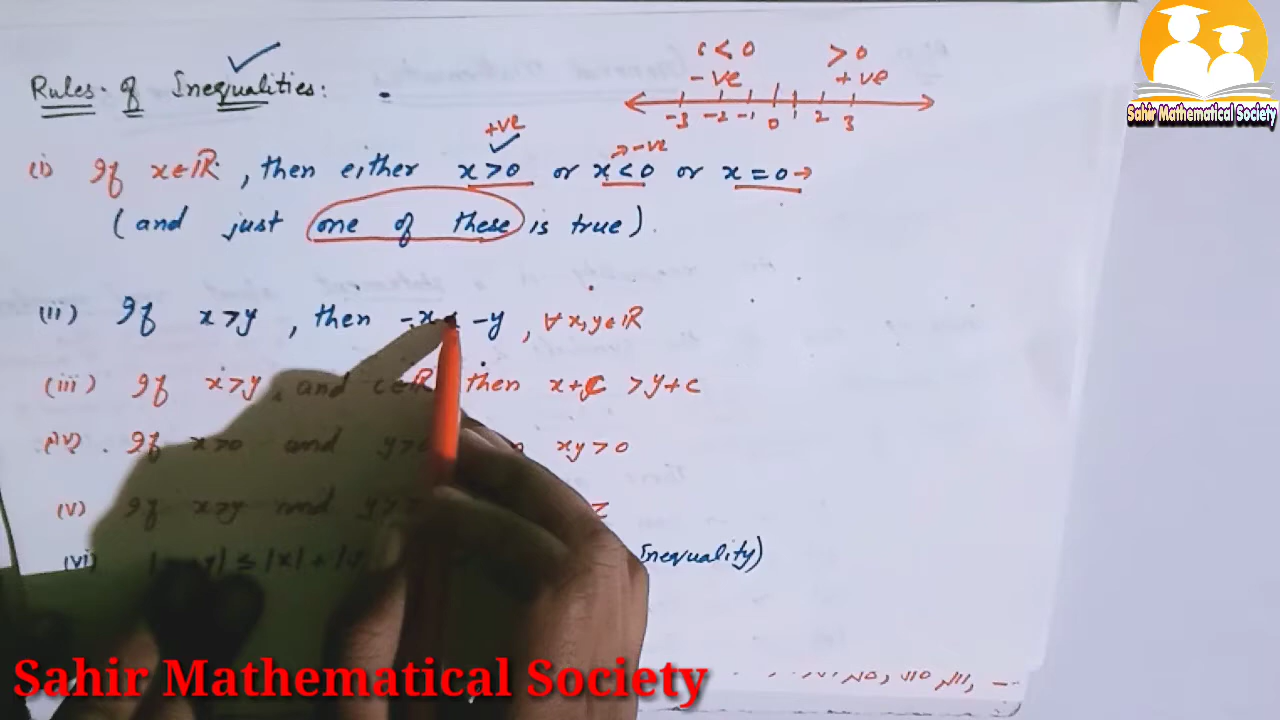 c < 0 > 0
-ve +ve
-3 -2 -1 0 1 2 3
Rules of Inequalities:
+ve
→ -ve
(i) If x∈ℝ, then either x > 0 or x < 0 or x = 0 →
(and just one of these is true).
(ii) If x > y, then -x -y, ∀ x, y ∈ ℝ
(iii) If x > y, and c∈ℝ then x + c > y + c
(iv). If x > 0 and y > xy > 0
(v) If x > y and y > z
(vi) y| ≤ |x| + | Inequality)
Sahir Mathematical Society
Sahir Mathematical Society